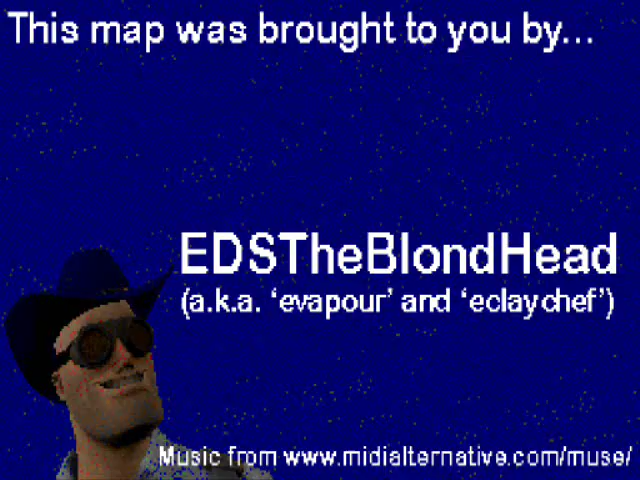 This map was brought to you by...
EDSTheBlondHead
(a.k.a. ‘evapour’ and ‘eclaychef’)
Music from www.midialternative.com/muse/